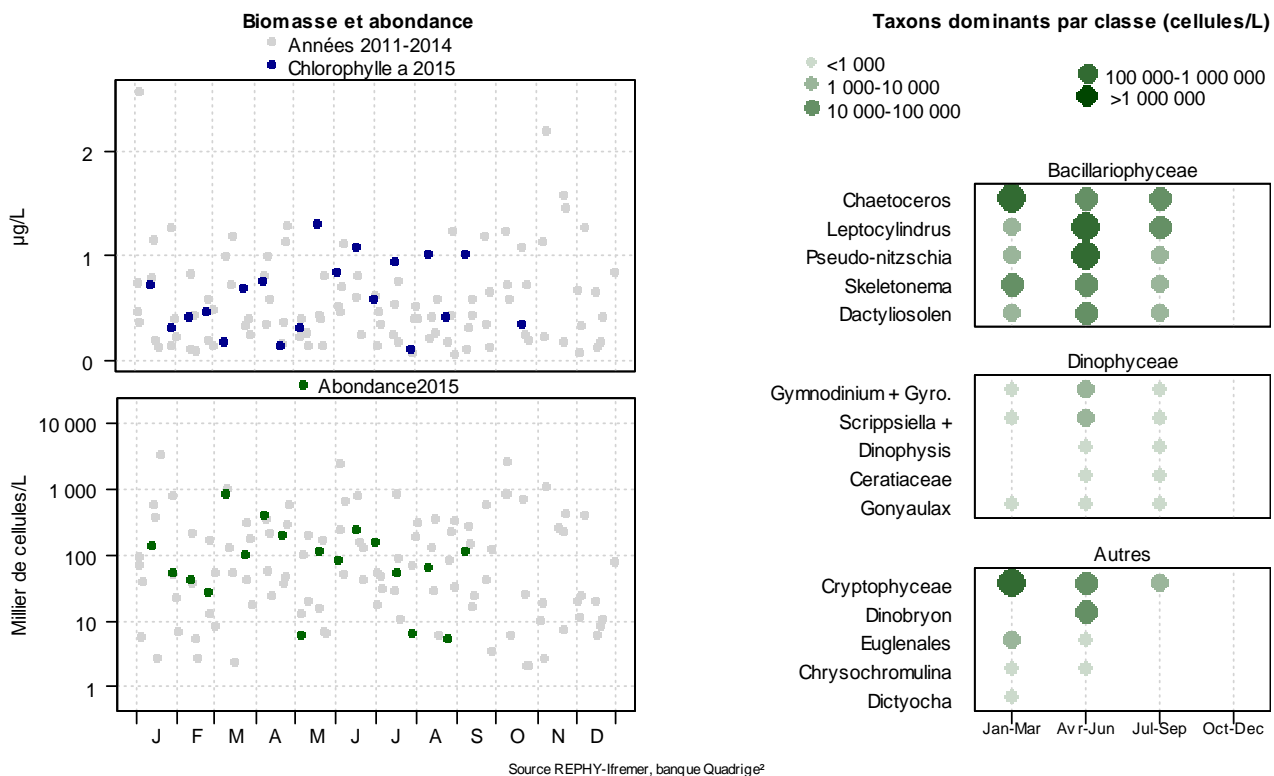 Biomasse et abondance
Années 2011-2014
Chlorophylle a 2015
µg/L
2
1
0
Abondance2015
Millier de cellules/L
10 000
1 000
100
10
1
J F M A M J J A S O N D
Taxons dominants par classe (cellules/L)
<1 000
1 000-10 000
10 000-100 000
100 000-1 000 000
>1 000 000
Bacillariophyceae
Chaetoceros
Leptocylindrus
Pseudo-nitzschia
Skeletonema
Dactyliosolen
Dinophyceae
Gymnodinium + Gyro.
Scrippsiella +
Dinophysis
Ceratiaceae
Gonyaulax
Autres
Cryptophyceae
Dinobryon
Euglenales
Chrysochromulina
Dictyocha
Jan-Mar Avr-Jun Jul-Sep Oct-Dec
Source REPHY-Ifremer, banque Quadrige²